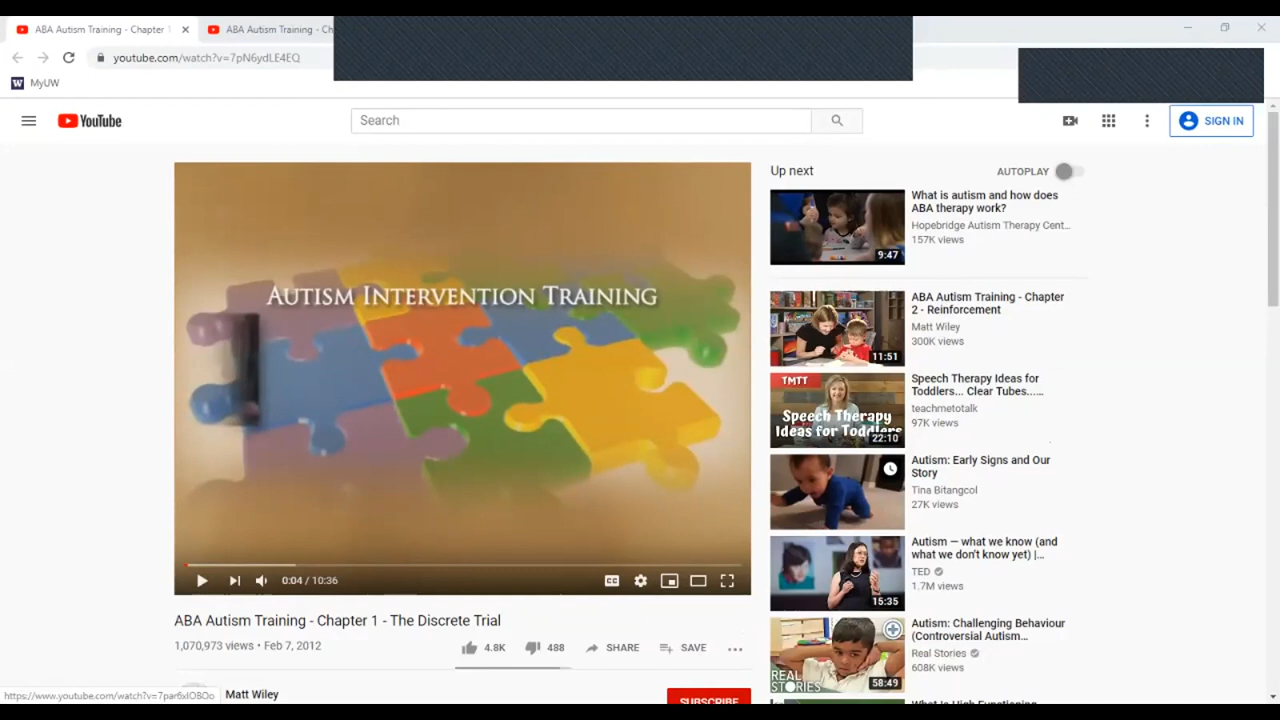 ABA Autism Training - Chapter 1
ABA Autism Training - Ch
youtube.com/watch?v=7pN6ydLE4EQ
MyUW
YouTube
Search
SIGN IN
AUTISM INTERVENTION TRAINING
0:04 / 10:36
ABA Autism Training - Chapter 1 - The Discrete Trial
1,070,973 views • Feb 7, 2012
4.8K
488
SHARE
SAVE
Matt Wiley
SUBSCRIBE
Up next
AUTOPLAY
9:47
What is autism and how does
ABA therapy work?
Hopebridge Autism Therapy Cent...
157K views
11:51
ABA Autism Training - Chapter
2 - Reinforcement
Matt Wiley
300K views
TMTT
Speech Therapy
Ideas for Toddlers
22:10
Speech Therapy Ideas for
Toddlers... Clear Tubes......
teachmetotalk
97K views
Autism: Early Signs and Our
Story
Tina Bitangcol
27K views
15:35
Autism — what we know (and
what we don't know yet) |...
TED
1.7M views
REAL
STORIES
58:49
Autism: Challenging Behaviour
(Controversial Autism...
Real Stories
608K views
What Is High Functioning